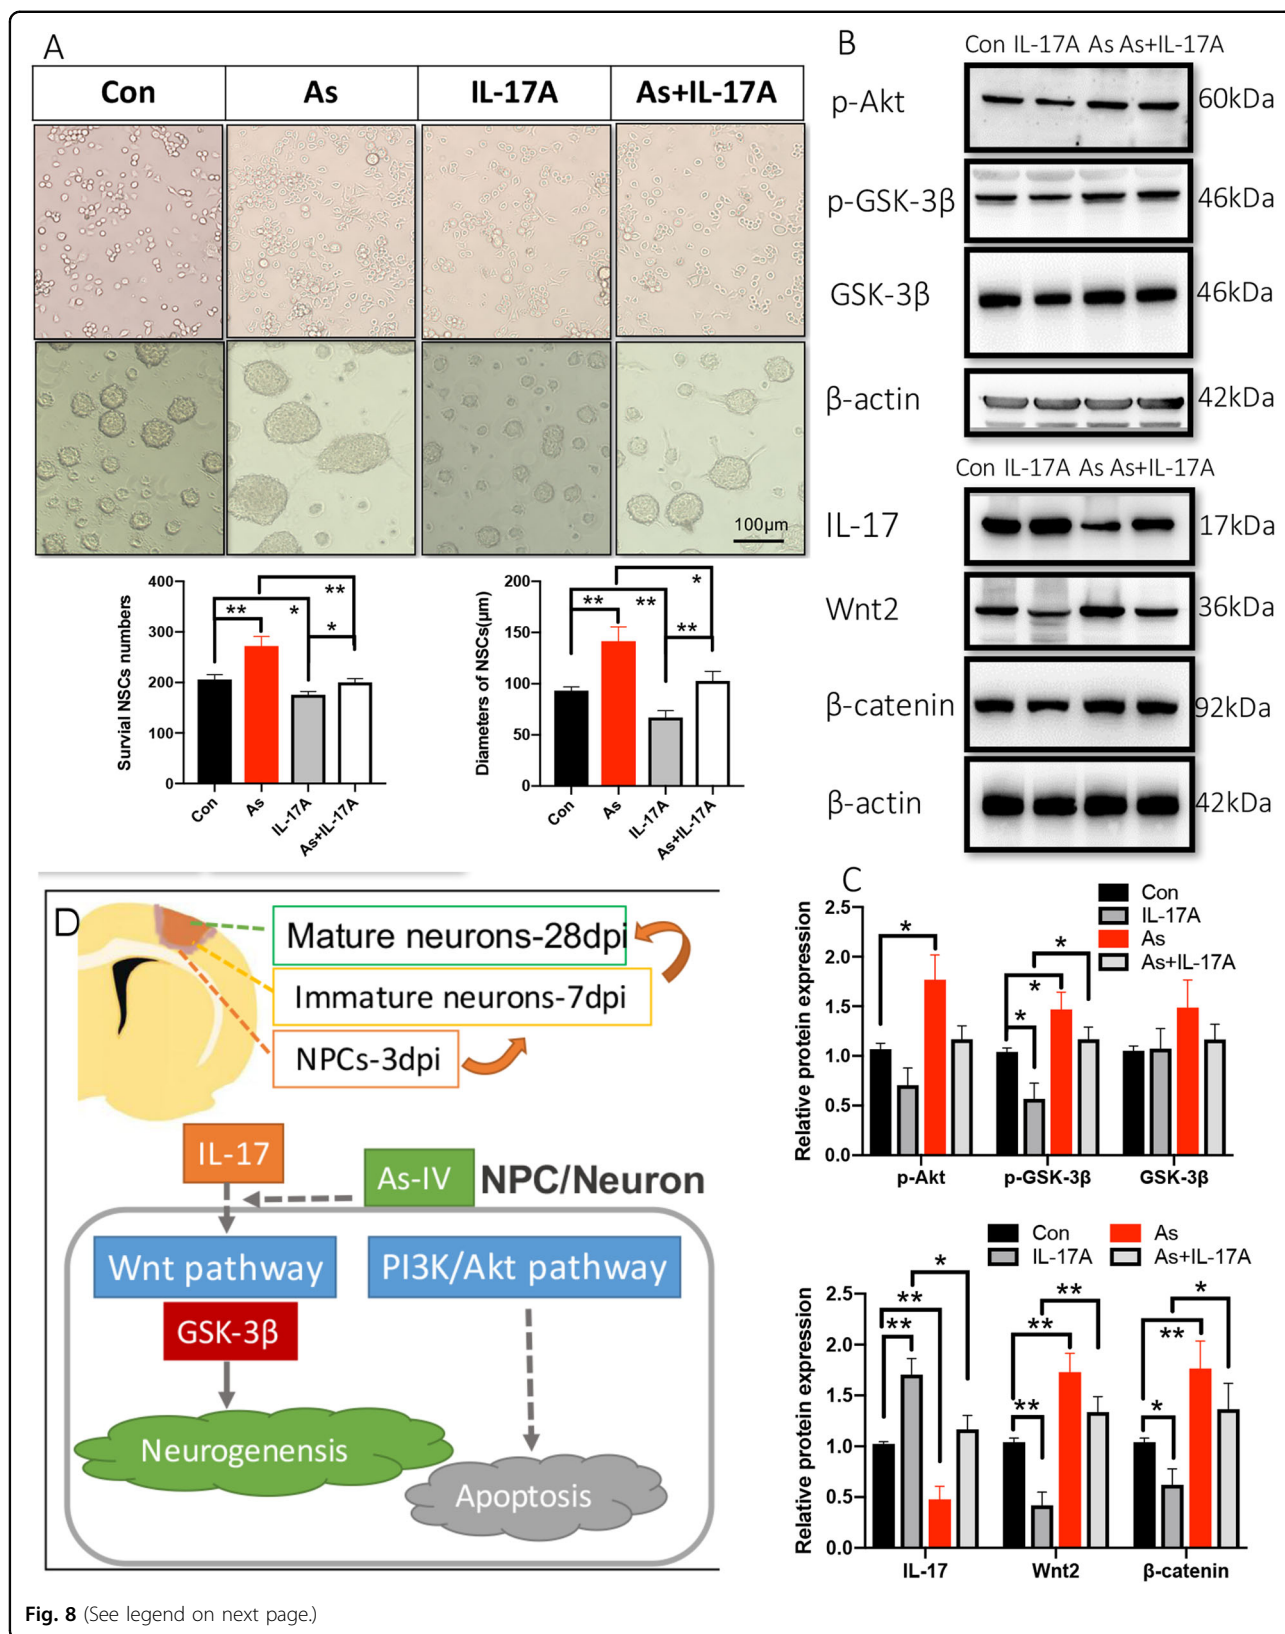 A
Con As IL-17A As+IL-17A
100μm
400
300
200
100
0
Survial NSCs numbers
**
*
**
*
Con As IL-17A As+IL-17A
200
150
100
50
0
Diameters of NSCs(μm)
**
**
*
**
Con As IL-17A As+IL-17A
B
Con IL-17A As As+IL-17A
p-Akt 60kDa
p-GSK-3β 46kDa
GSK-3β 46kDa
β-actin 42kDa
Con IL-17A As As+IL-17A
IL-17 17kDa
Wnt2 36kDa
β-catenin 92kDa
β-actin 42kDa
C
Con
IL-17A
As
As+IL-17A
2.5
2.0
1.5
1.0
0.5
0.0
Relative protein expression
*
*
*
*
p-Akt p-GSK-3β GSK-3β
Con As
IL-17A As+IL-17A
2.5
2.0
1.5
1.0
0.5
0.0
Relative protein expression
**
**
*
**
**
**
*
**
*
IL-17 Wnt2 β-catenin
D
Mature neurons-28dpi
Immature neurons-7dpi
NPCs-3dpi
IL-17
As-IV NPC/Neuron
Wnt pathway PI3K/Akt pathway
GSK-3β
Neurogenensis
Apoptosis
Fig. 8 (See legend on next page.)